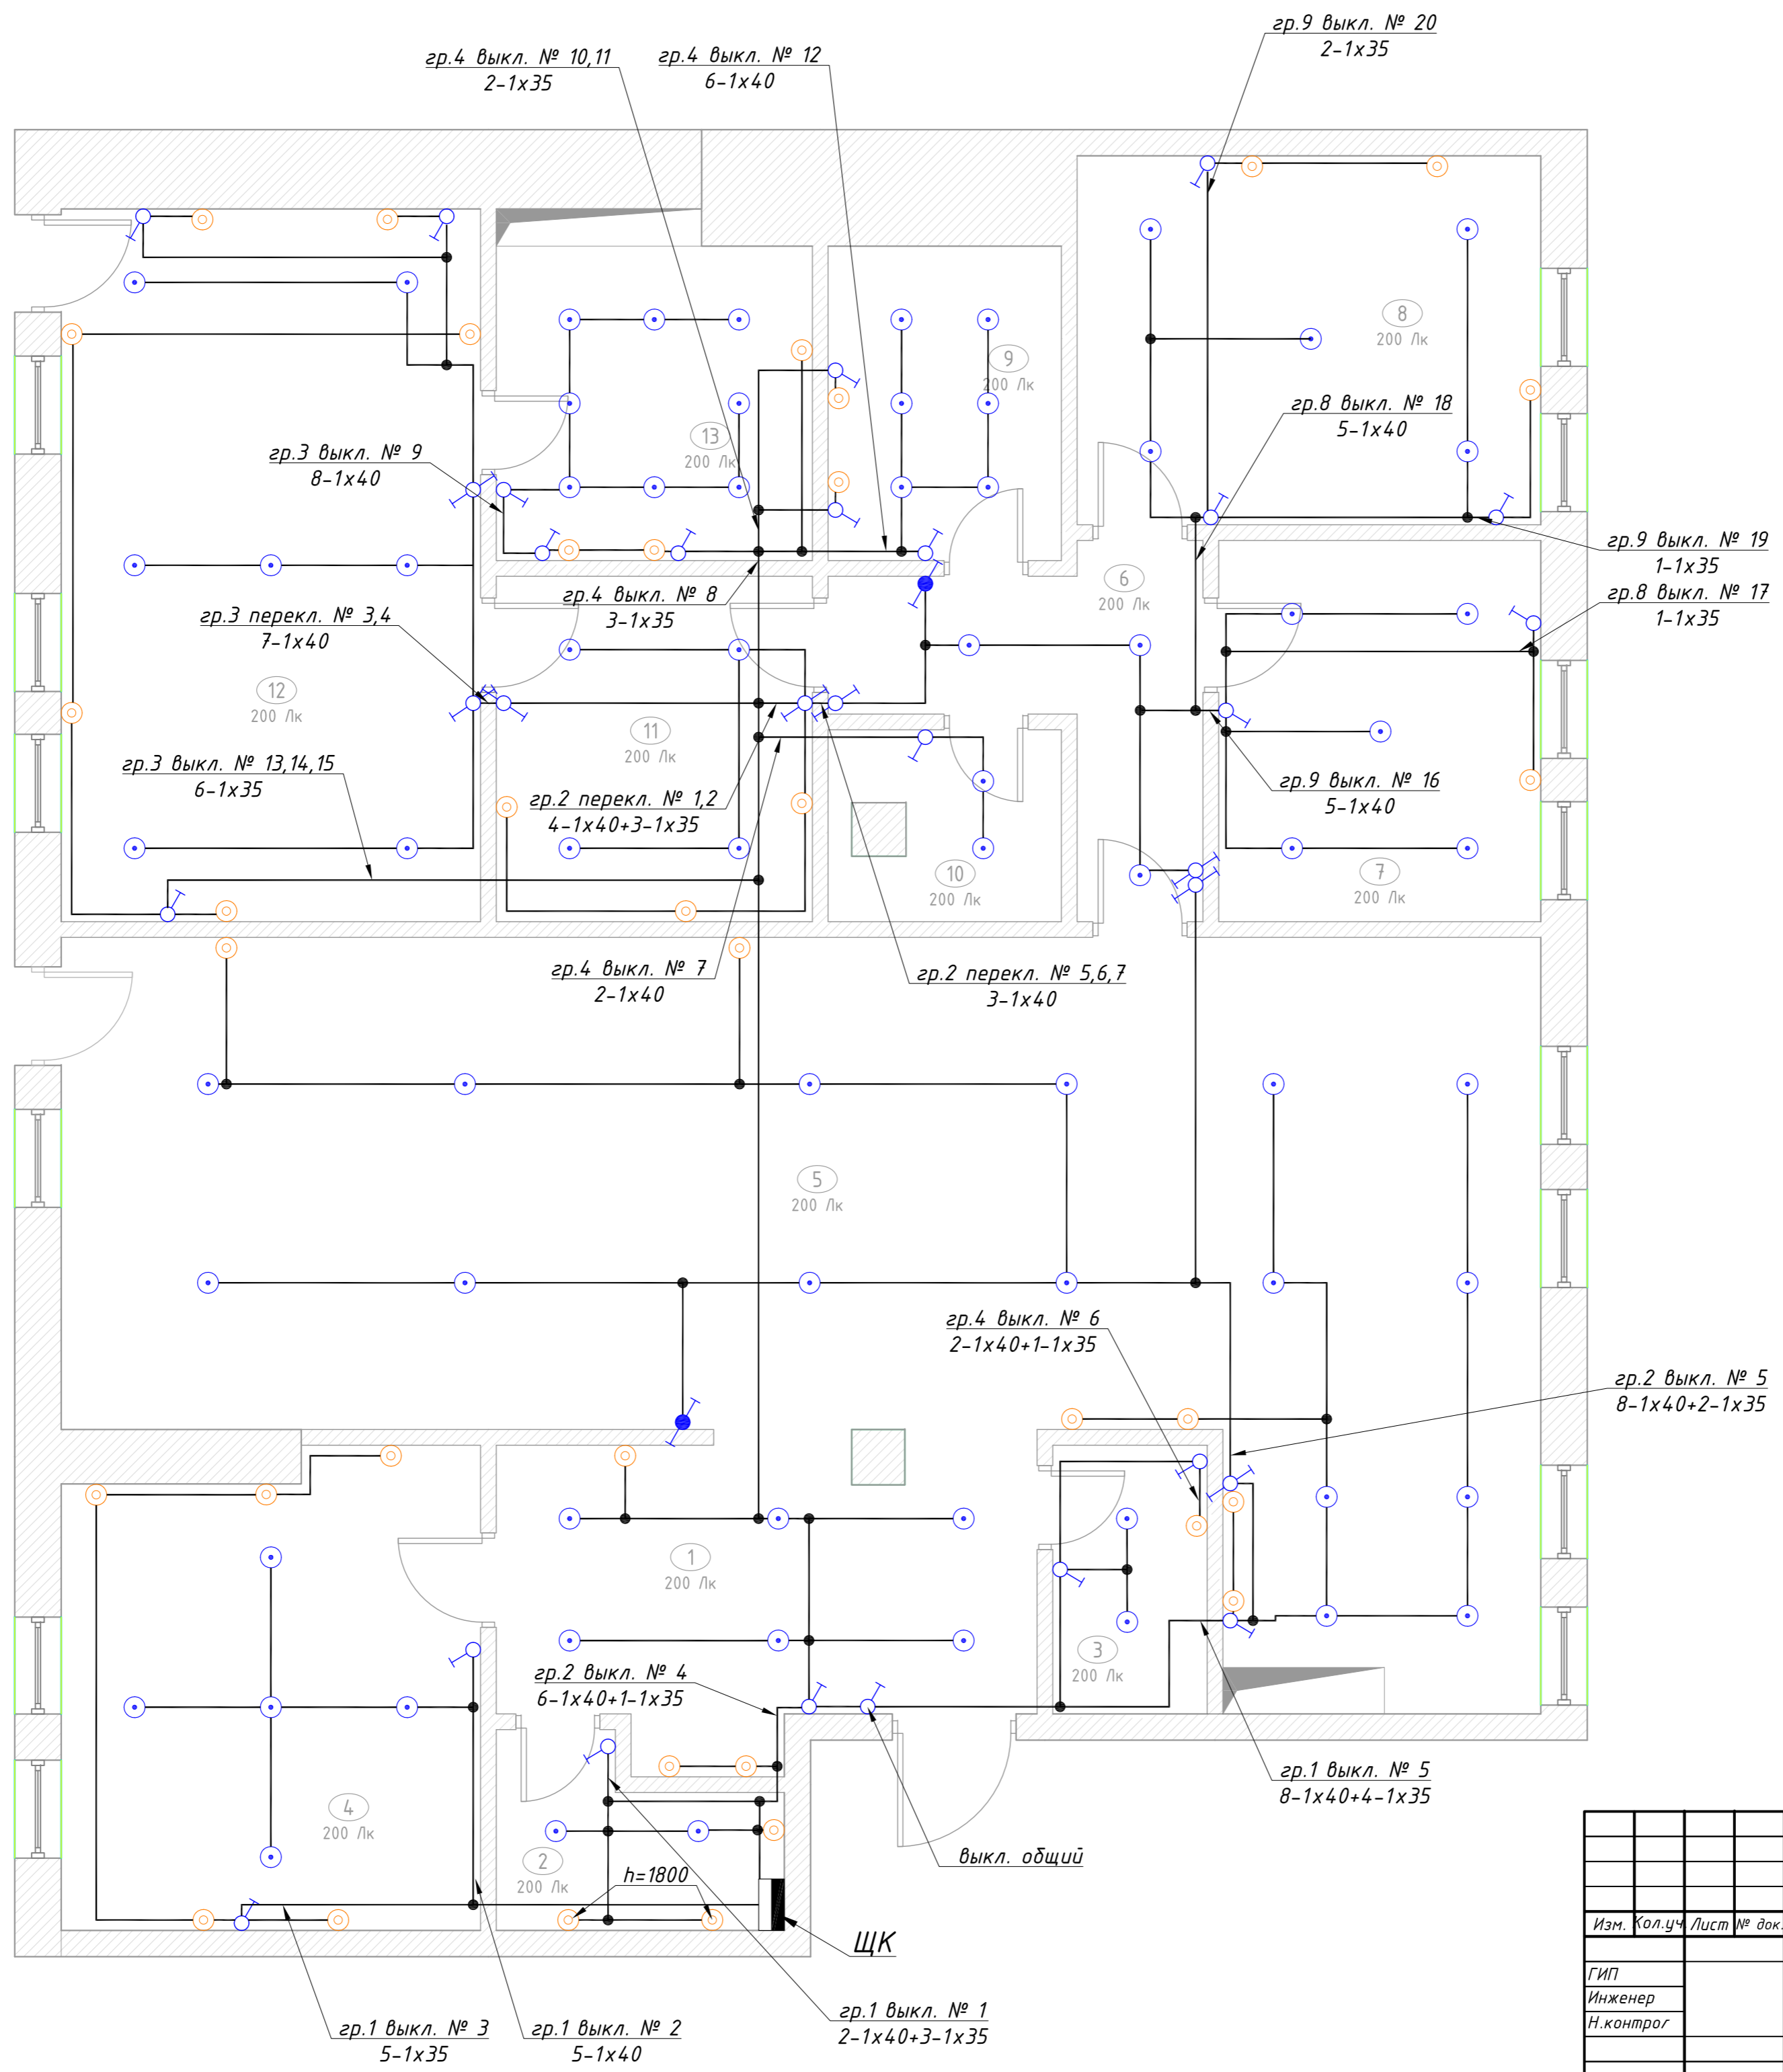 гр.9 выкл. № 20
2-1х35
гр.4 выкл. № 10,11
2-1х35
гр.4 выкл. № 12
6-1х40
8
200 Лк
9
200 Лк
13
200 Лк
гр.8 выкл. № 18
5-1х40
гр.3 выкл. № 9
8-1х40
гр.9 выкл. № 19
1-1х35
6
200 Лк
гр.4 выкл. № 8
3-1х35
гр.8 выкл. № 17
1-1х35
гр.3 перекл. № 3,4
7-1х40
12
200 Лк
11
200 Лк
гр.3 выкл. № 13,14,15
6-1х35
гр.2 перекл. № 1,2
4-1х40+3-1х35
гр.9 выкл. № 16
5-1х40
10
200 Лк
7
200 Лк
гр.4 выкл. № 7
2-1х40
гр.2 перекл. № 5,6,7
3-1х40
5
200 Лк
гр.4 выкл. № 6
2-1х40+1-1х35
гр.2 выкл. № 5
8-1х40+2-1х35
1
200 Лк
3
200 Лк
гр.2 выкл. № 4
6-1х40+1-1х35
гр.1 выкл. № 5
8-1х40+4-1х35
4
200 Лк
выкл. общий
2
200 Лк
h=1800
ЩК
Изм. Кол.уч Лист № док.
ГИП
Инженер
Н.контрог
гр.1 выкл. № 3
5-1х35
гр.1 выкл. № 2
5-1х40
гр.1 выкл. № 1
2-1х40+3-1х35